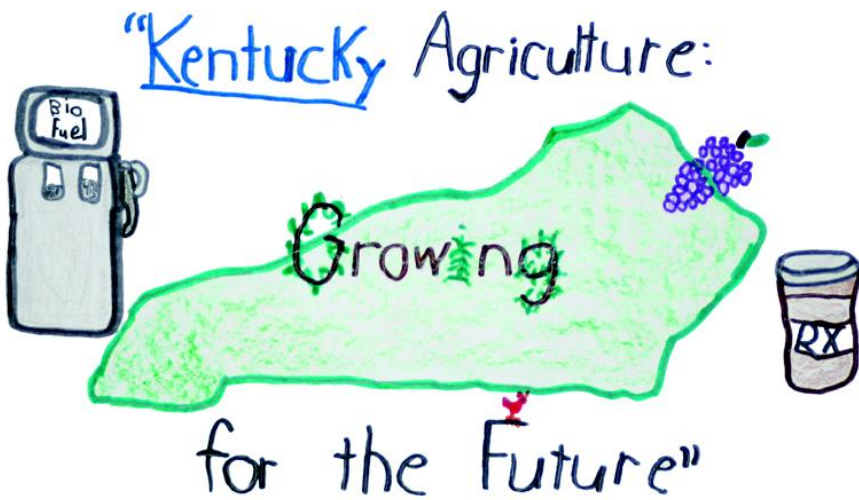 "Kentucky Agriculture:
Bio
Fuel
Growing
RX
for the Future"